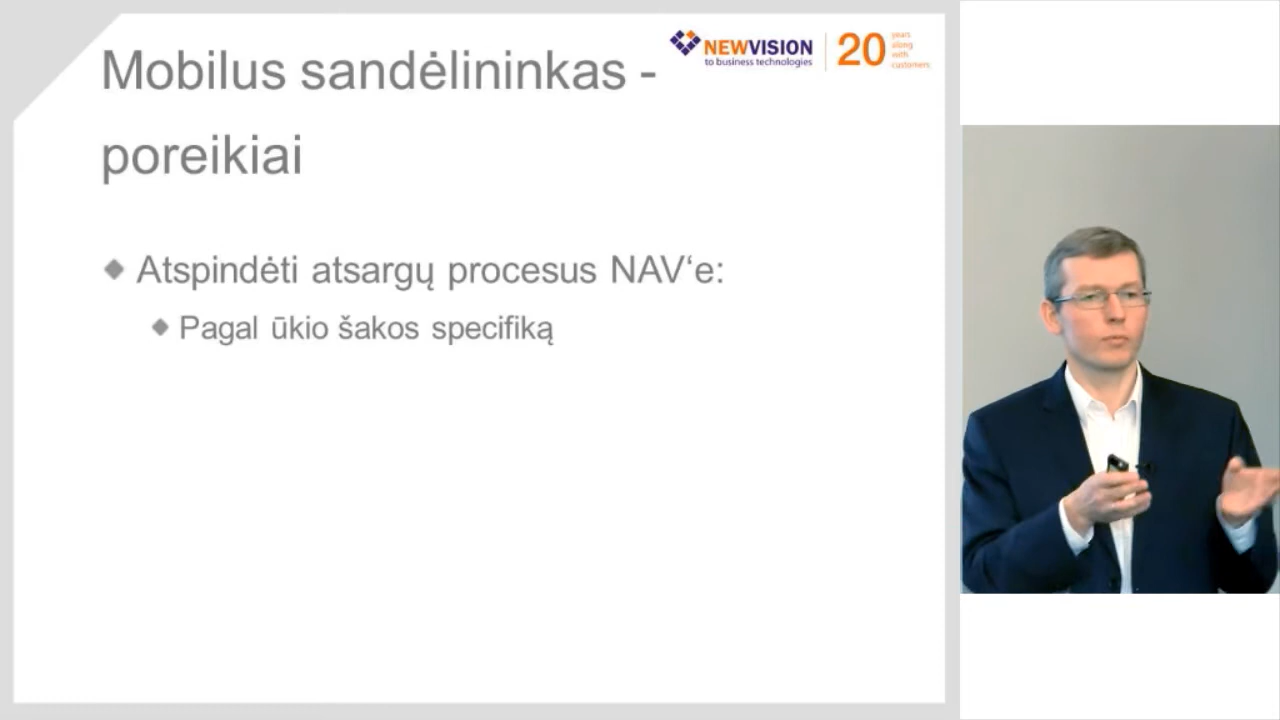 Mobilus sandėlininkas -
poreikiai
NEWVISION
to business technologies
20
years
along
with
customers
Atspindėti atsargų procesus NAV‘e:
Pagal ūkio šakos specifiką